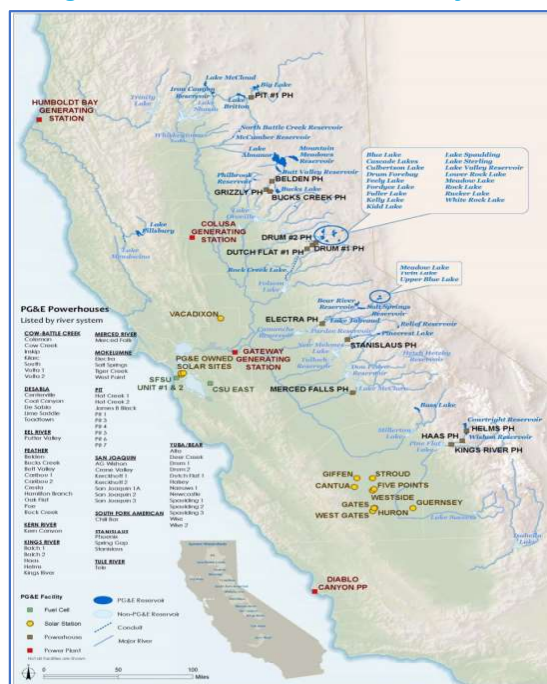 Trinity Lake
Lake McCloud
Iron Canyon Reservoir
Big Lake
Lake Britton
PIT #1 PH
HUMBOLDT BAY
GENERATING
STATION
North Battle Creek Reservoir
McCumber Reservoir
Lake Almanor
Mountain
Meadows
Reservoir
Butt Valley Reservoir
Philbrook
Reservoir
BELDEN PH
GRIZZLY PH
Bucks Lake
BUCKS CREEK PH
Blue Lake
Cascade Lakes
Culbertson Lake
Drum Forebay
Feely Lake
Fordyce Lake
Fuller Lake
Kelly Lake
Kidd Lake
Lake Spaulding
Lake Sterling
Lake Valley Reservoir
Lower Rock Lake
Meadow Lake
Rock Lake
Rucker Lake
White Rock Lake
Lake
Pillsbury
Lake
Mendocino
COLUSA
GENERATING
STATION
DRUM #2 PH
DRUM #1 PH
DUTCH FLAT #1 PH
Rock Creek Lake
Folsom
Lake
Meadow Lake
Twin Lake
Upper Blue Lake
Bear River
Reservoir
Salt Springs
Reservoir
VACADIXON
ELECTRA PH
Lake Tabeaud
Relief Reservoir
Pinecrest Lake
STANISLAUS PH
PG&E OWNED
SOLAR SITES
GATEWAY
GENERATING
STATION
SFSU
UNIT #1 & 2
CSU EAST
MERCED FALLS PH
Lake McClure
Bass Lake
Courtright Reservoir
HELMS PH
Wishon Reservoir
HAAS PH
KINGS RIVER PH
Millerton
Lake
Pine Flat
Lake
GIFFEN
STROUD
CANTUA
FIVE POINTS
WESTSIDE
GATES
WEST GATES
HURON
GUERNSEY
Isabella
Lake
DIABLO
CANYON PP
PG&E Powerhouses
Listed by river system
COW-BATTLE CREEK
Coleman
Cow Creek
Inskip
Kilarc
South
Volta 1
Volta 2
DESABLA
Centerville
Coal Canyon
De Sabla
Lime Saddle
Toadtown
EEL RIVER
Potter Valley
FEATHER
Belden
Bucks Creek
Butt Valley
Caribou 1
Caribou 2
Cresta
Hamilton Branch
Oak Flat
Poe
Rock Creek
KERN RIVER
Kern Canyon
KINGS RIVER
Balch 1
Balch 2
Haas
Helms
Kings River
MERCED RIVER
Merced Falls
MOKELUMNE
Electra
Salt Springs
Tiger Creek
West Point
PIT
Hat Creek 1
Hat Creek 2
James B Black
Pit 1
Pit 3
Pit 4
Pit 5
Pit 6
Pit 7
SAN JOAQUIN
AG Wishon
Crane Valley
Kerckhoff 1
Kerckhoff 2
San Joaquin 1A
San Joaquin 2
San Joaquin 3
SOUTH FORK AMERICAN
Chili Bar
STANISLAUS
Phoenix
Spring Gap
Stanislaus
TULE RIVER
Tule
YUBA/BEAR
Alta
Deer Creek
Drum 1
Drum 2
Dutch Flat 1
Halsey
Narrows 1
Newcastle
Spaulding 1
Spaulding 2
Spaulding 3
Wise
Wise 2
PG&E Facility
Fuel Cell
Solar Station
Powerhouse
Power Plant
PG&E Reservoir
Non-PG&E Reservoir
Conduit
Major River
0 50 100
Miles